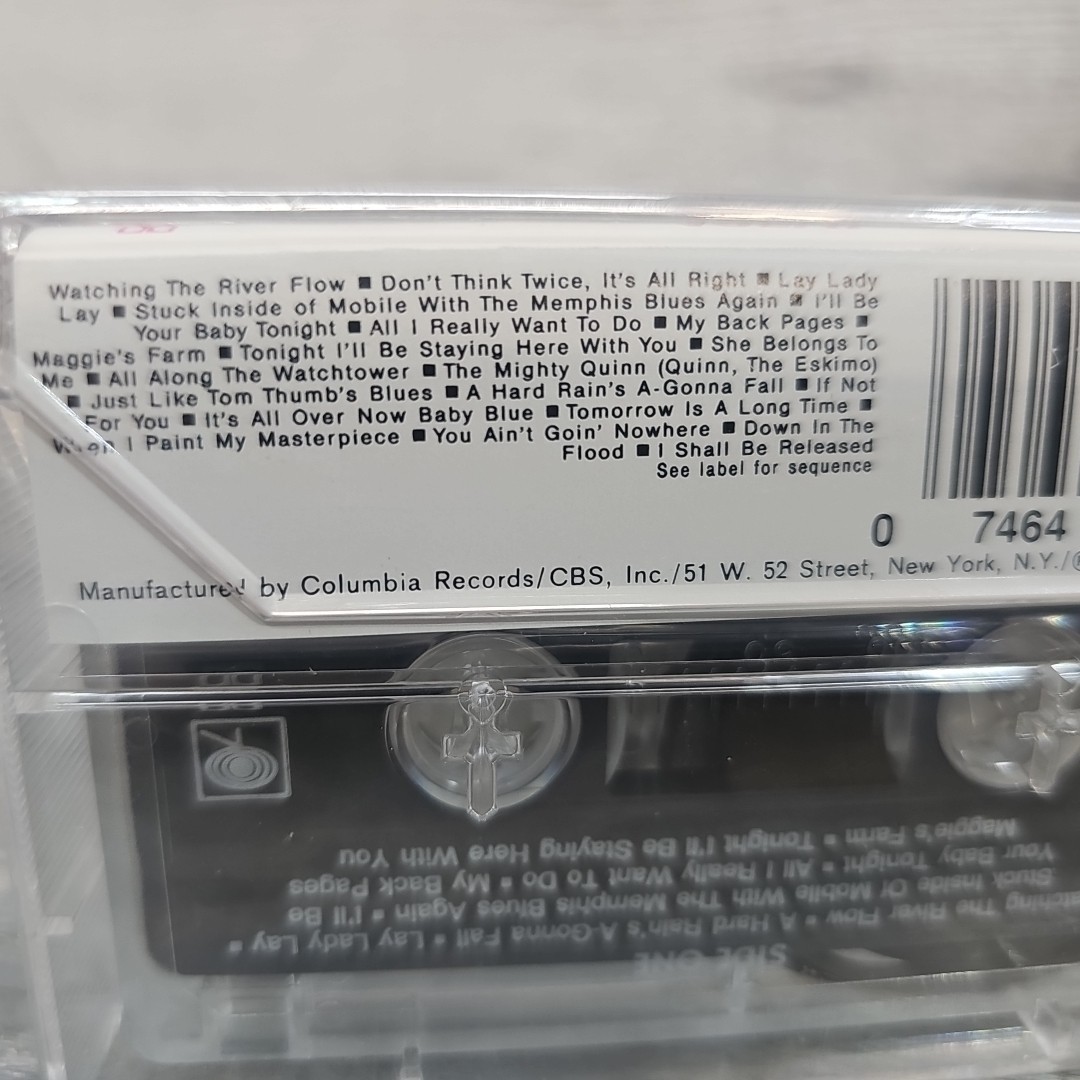 Watching The River Flow ■ Don't Think Twice, It's All Right ■ Lay Lady
Lay ■ Stuck Inside of Mobile With The Memphis Blues Again ■ I'll Be
Your Baby Tonight ■ All I Really Want To Do ■ My Back Pages ■
Maggie's Farm ■ Tonight I'll Be Staying Here With You ■ She Belongs To
Me ■ All Along The Watchtower ■ The Mighty Quinn (Quinn, The Eskimo)
■ Just Like Tom Thumb's Blues ■ A Hard Rain's A-Gonna Fall ■ If Not
For You ■ It's All Over Now Baby Blue ■ Tomorrow Is A Long Time ■
When I Paint My Masterpiece ■ You Ain't Goin' Nowhere ■ Down In The
Flood ■ I Shall Be Released
See label for sequence
0 7464
Manufactured by Columbia Records/CBS, Inc./51 W. 52 Street, New York, N.Y./
SIDE ONE
The River Flow ▪ A Hard Rain's A-Gonna Fall ▪ Lay Lady Lay ▪
Stuck Inside Of Mobile With The Memphis Blues Again ▪ I'll Be
Your Baby Tonight ▪ All I Really Want To Do ▪ My Back Pages
Maggie's Farm ▪ Tonight I'll Be Staying Here With You